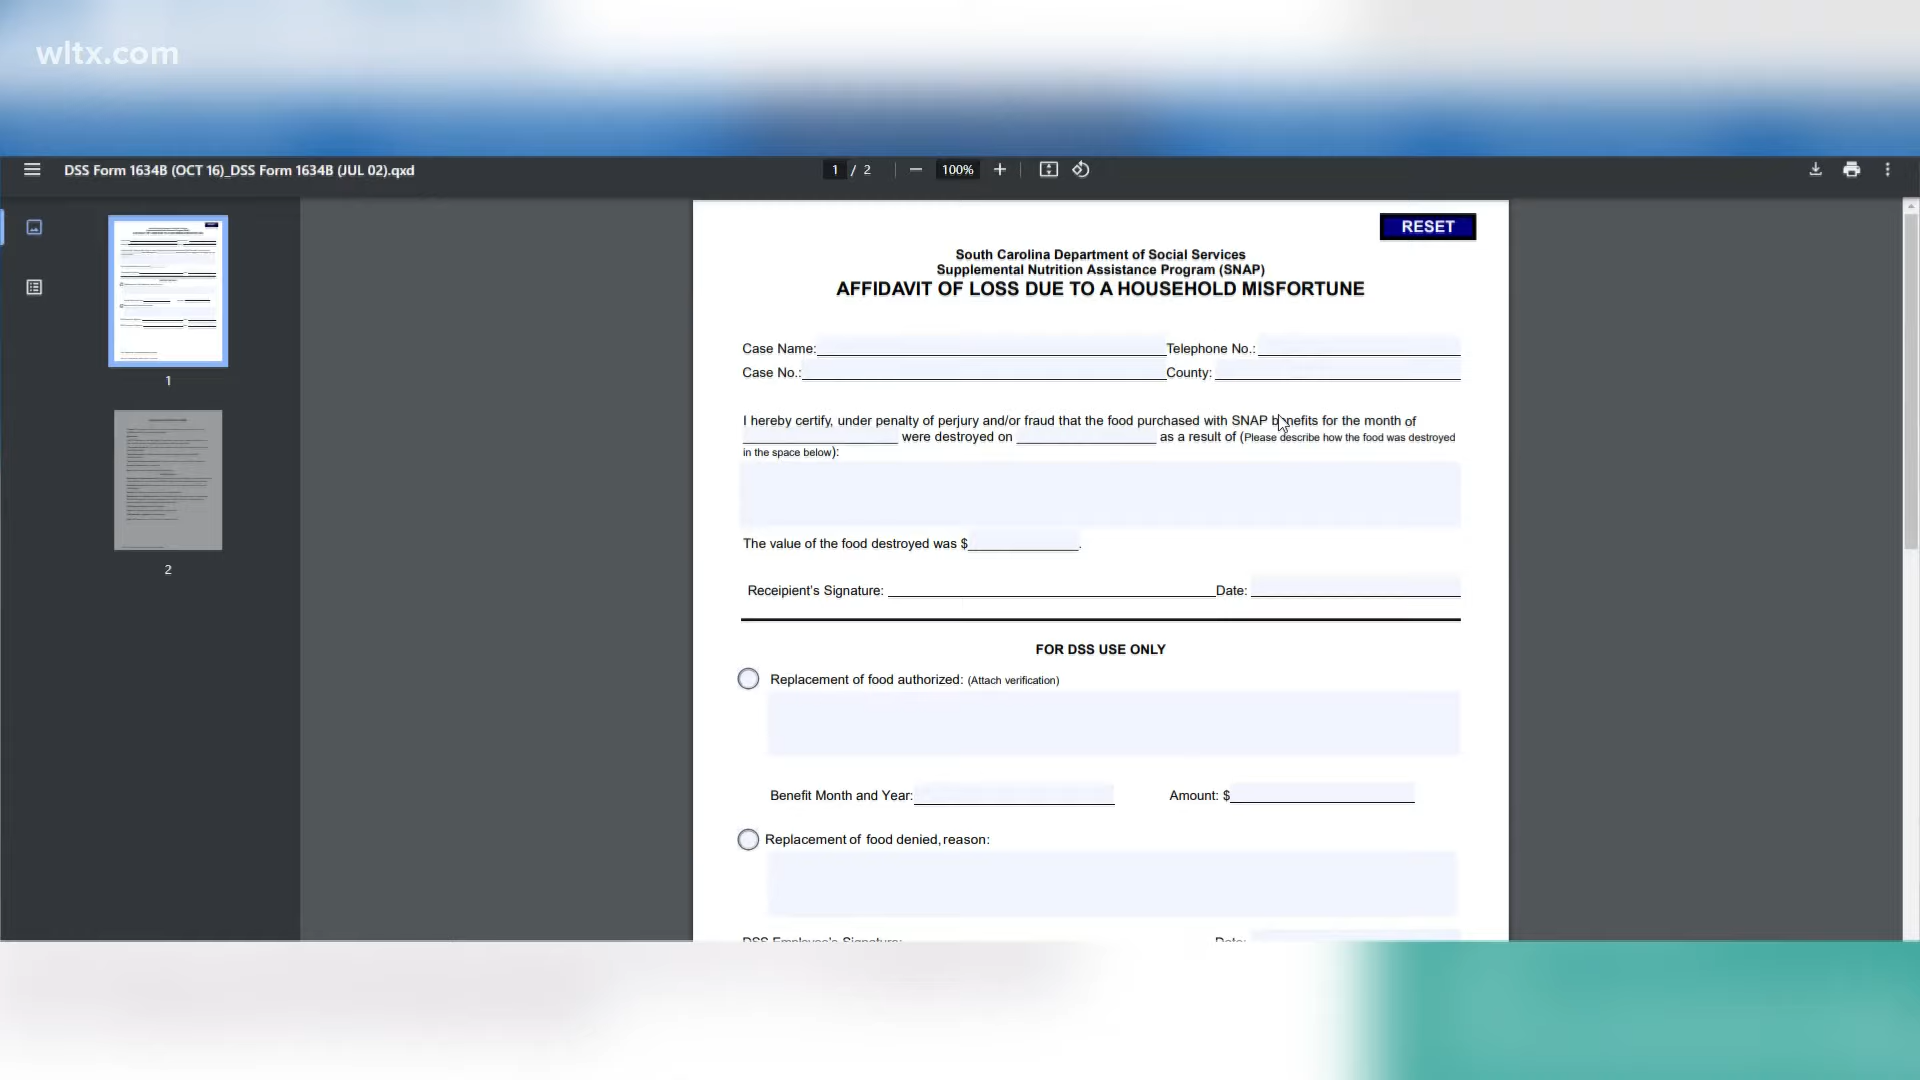 wltx.com
DSS Form 1634B (OCT 16)_DSS Form 1634B (JUL 02).qxd
1 / 2
100%
RESET
South Carolina Department of Social Services
Supplemental Nutrition Assistance Program (SNAP)
AFFIDAVIT OF LOSS DUE TO A HOUSEHOLD MISFORTUNE
Case Name: Telephone No.:
Case No.: County:
I hereby certify, under penalty of perjury and/or fraud that the food purchased with SNAP benefits for the month of
were destroyed on as a result of (Please describe how the food was destroyed
in the space below):
The value of the food destroyed was $ .
Receipient's Signature: Date:
FOR DSS USE ONLY
Replacement of food authorized: (Attach verification)
Benefit Month and Year: Amount: $
Replacement of food denied, reason:
DSS Employee's Signature: Date:
1
2